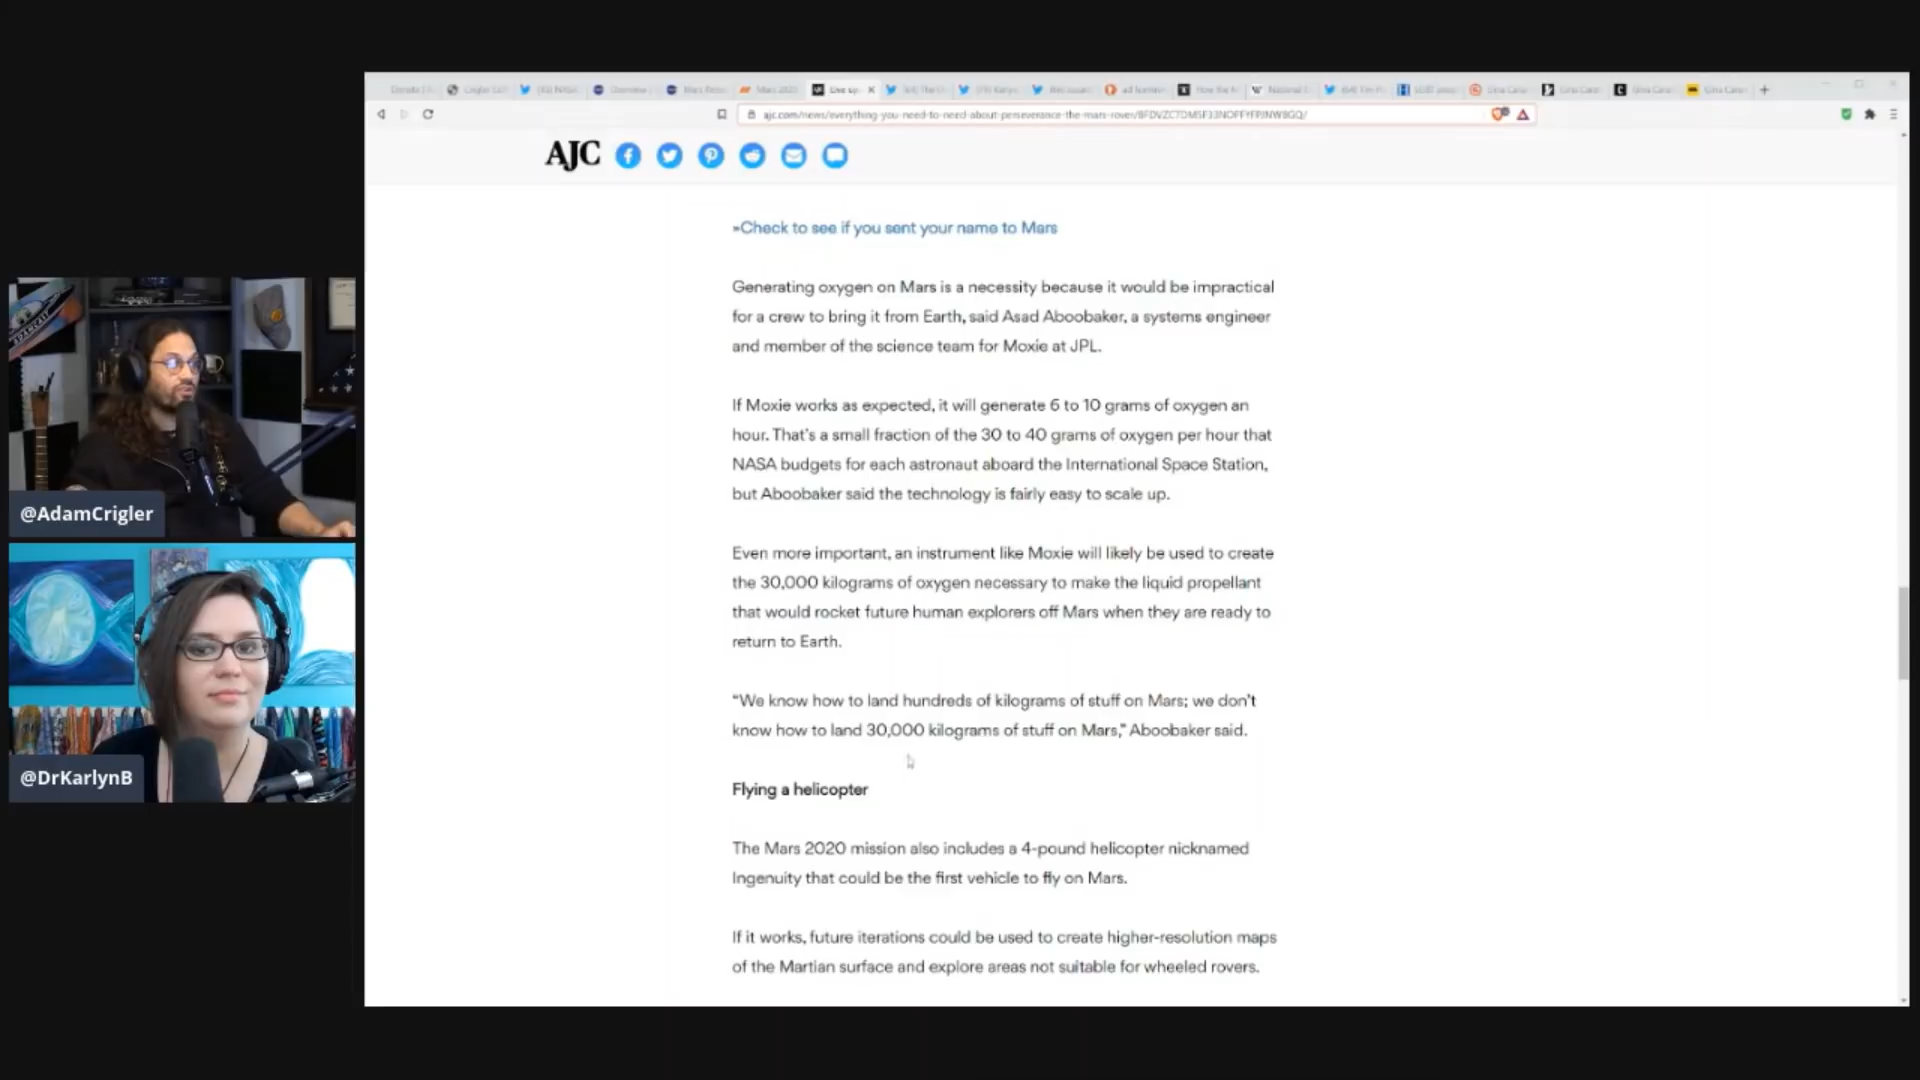 Live up
ajc.com/news/everything-you-need-to-need-about-perseverance-the-mars-rover/
AJC
»Check to see if you sent your name to Mars
Generating oxygen on Mars is a necessity because it would be impractical
for a crew to bring it from Earth, said Asad Aboobaker, a systems engineer
and member of the science team for Moxie at JPL.
If Moxie works as expected, it will generate 6 to 10 grams of oxygen an
hour. That's a small fraction of the 30 to 40 grams of oxygen per hour that
NASA budgets for each astronaut aboard the International Space Station,
but Aboobaker said the technology is fairly easy to scale up.
Even more important, an instrument like Moxie will likely be used to create
the 30,000 kilograms of oxygen necessary to make the liquid propellant
that would rocket future human explorers off Mars when they are ready to
return to Earth.
“We know how to land hundreds of kilograms of stuff on Mars; we don't
know how to land 30,000 kilograms of stuff on Mars,” Aboobaker said.
Flying a helicopter
The Mars 2020 mission also includes a 4-pound helicopter nicknamed
Ingenuity that could be the first vehicle to fly on Mars.
If it works, future iterations could be used to create higher-resolution maps
of the Martian surface and explore areas not suitable for wheeled rovers.
@AdamCrigler
@DrKarlynB